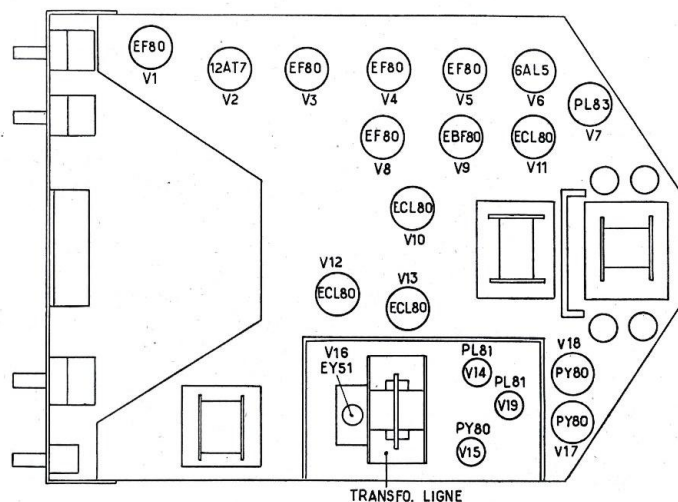 EF80
V1
12AT7
V2
EF80
V3
EF80
V4
EF80
V5
6AL5
V6
PL83
V7
EF80
V8
EBF80
V9
ECL80
V11
ECL80
V10
V12
ECL80
V13
ECL80
V16
EY51
PL81
V14
PL81
V19
PY80
V15
V18
PY80
PY80
V17
TRANSFO. LIGNE